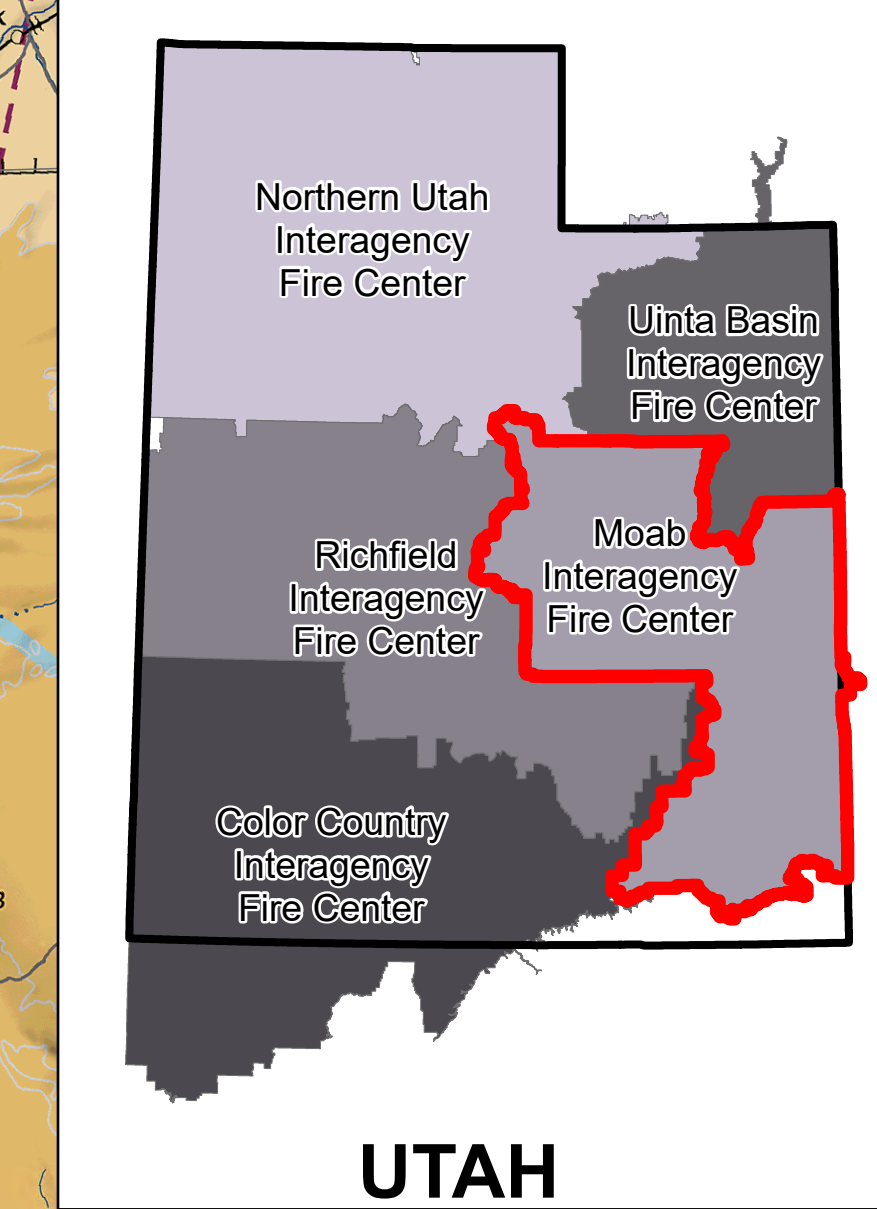 Northern Utah
Interagency
Fire Center
Uinta Basin
Interagency
Fire Center
Moab
Interagency
Fire Center
Richfield
Interagency
Fire Center
Color Country
Interagency
Fire Center
UTAH